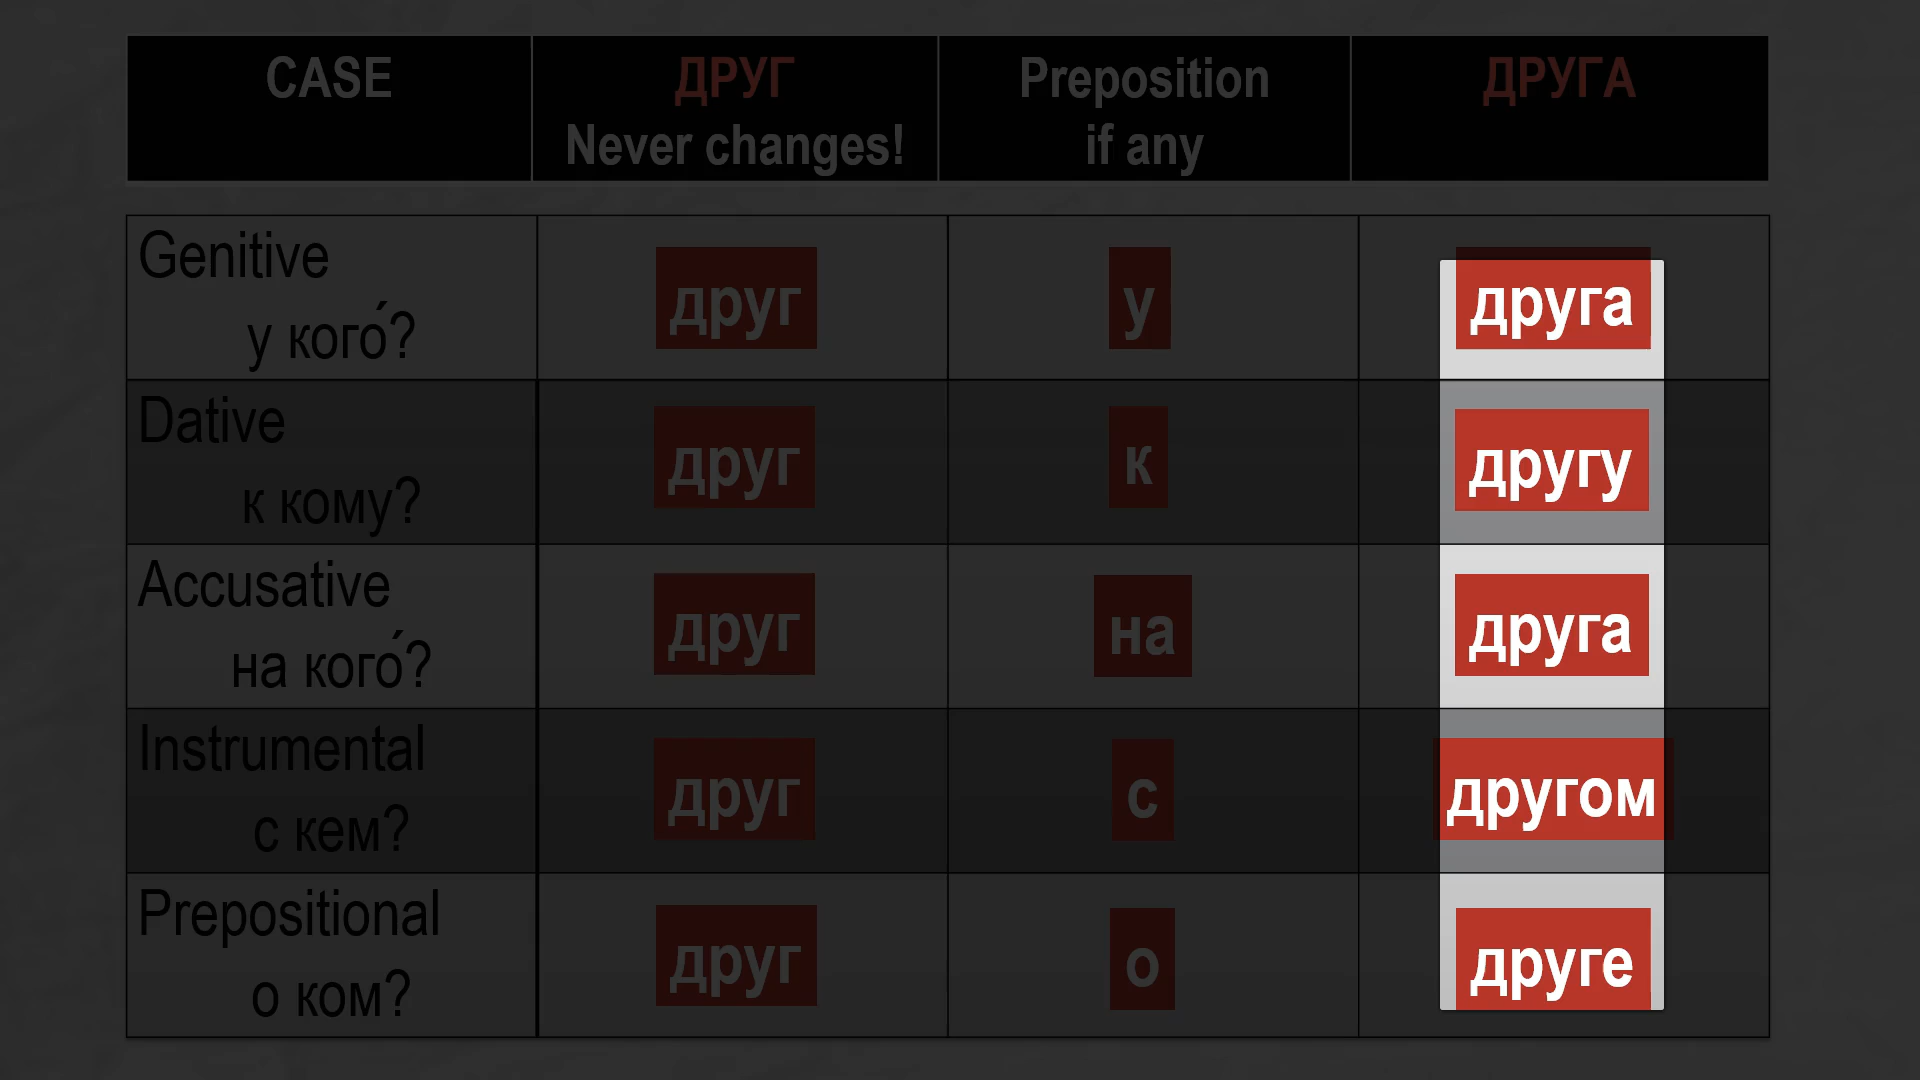 CASE ДРУГ Preposition ДРУГА
Never changes! if any
Genitive
у кого́? друг у друга
Dative
к кому? друг к другу
Accusative
на кого́? друг на друга
Instrumental
с кем? друг с другом
Prepositional
о ком? друг о друге